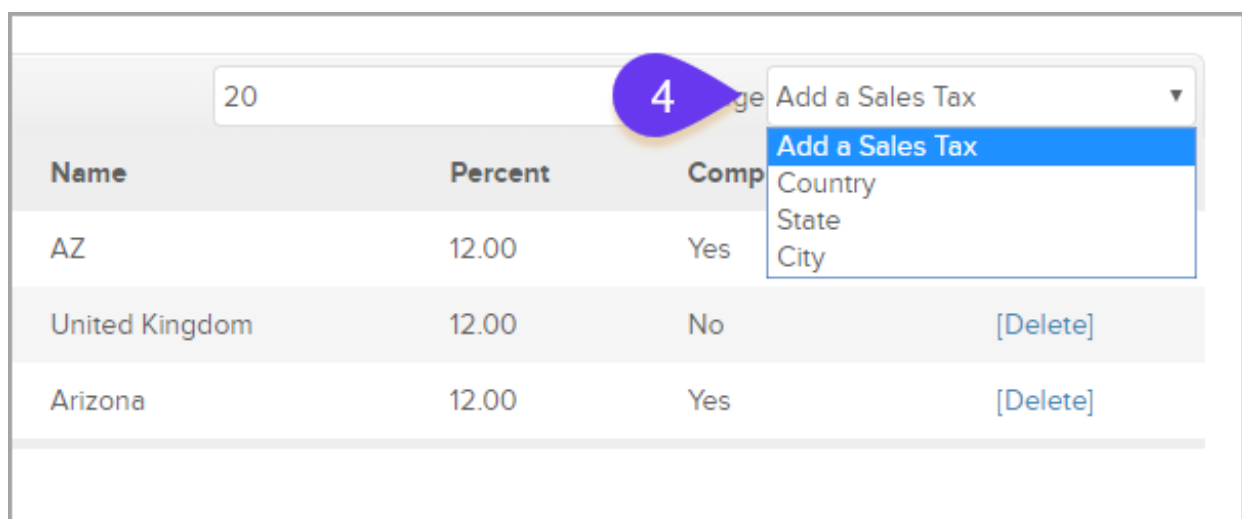 20
4
ge
Add a Sales Tax
Add a Sales Tax
Country
State
City
Name Percent Comp
AZ 12.00 Yes
United Kingdom 12.00 No [Delete]
Arizona 12.00 Yes [Delete]